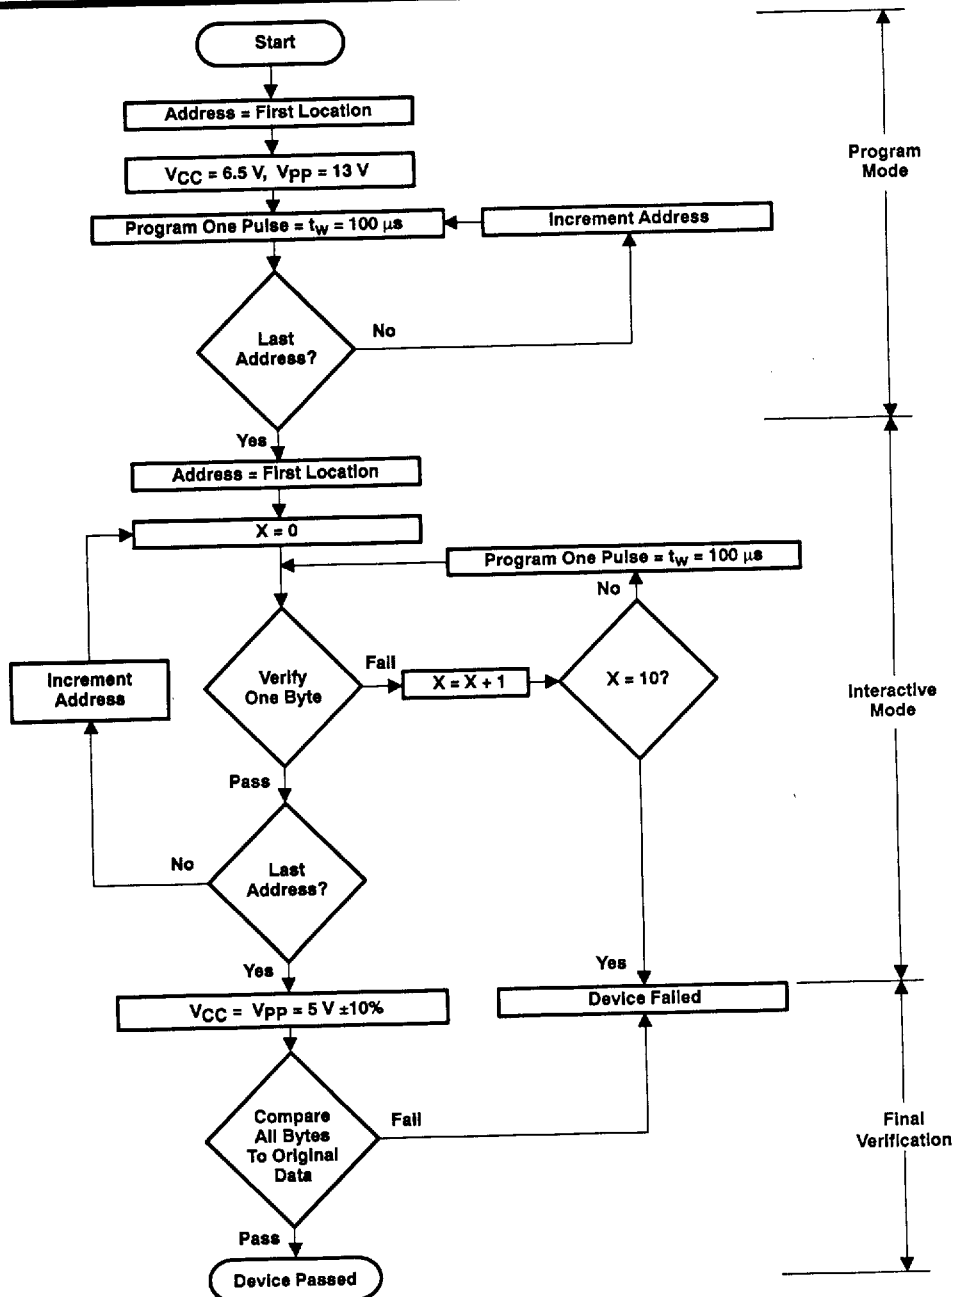 Start
Address = First Location
VCC = 6.5 V, VPP = 13 V
Program One Pulse = tw = 100 µs
Increment Address
Last
Address?
No
Yes
Program
Mode
Address = First Location
X = 0
Program One Pulse = tw = 100 µs
No
Increment
Address
Verify
One Byte
Fail
X = X + 1
X = 10?
Interactive
Mode
Pass
No
Last
Address?
Yes
Yes
VCC = VPP = 5 V ±10%
Device Failed
Compare
All Bytes
To Original
Data
Fail
Final
Verification
Pass
Device Passed